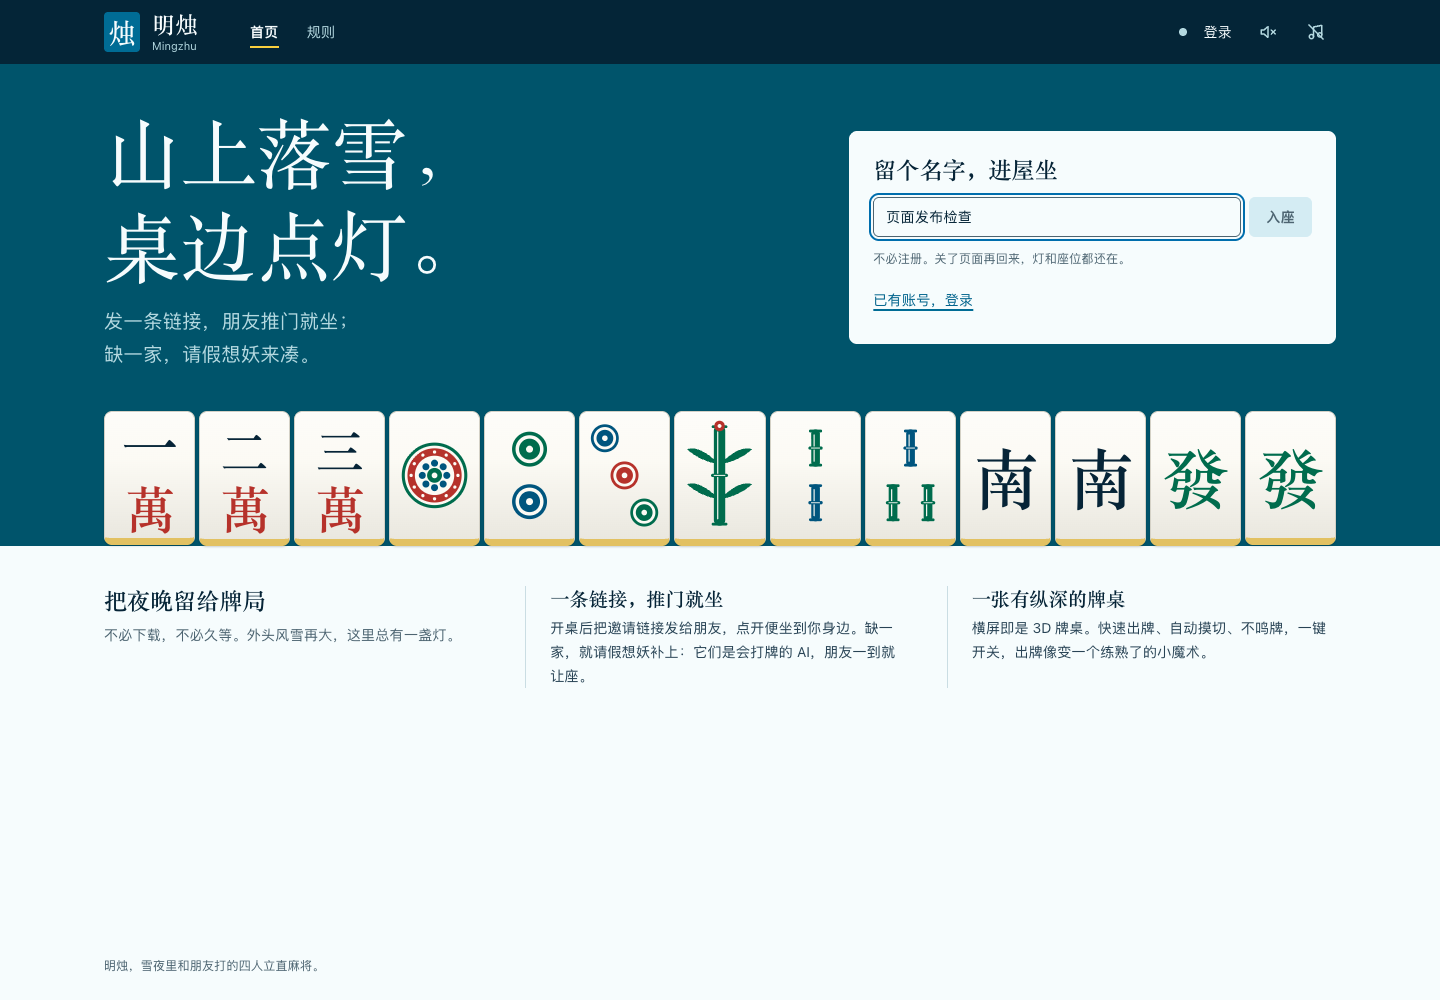 烛
明烛
Mingzhu
首页
规则
登录
山上落雪，
桌边点灯。
发一条链接，朋友推门就坐；
缺一家，请假想妖来凑。
留个名字，进屋坐
页面发布检查
入座
不必注册。关了页面再回来，灯和座位都还在。
已有账号，登录
一萬
二萬
三萬
南
南
發
發
把夜晚留给牌局
不必下载，不必久等。外头风雪再大，这里总有一盏灯。
一条链接，推门就坐
开桌后把邀请链接发给朋友，点开便坐到你身边。缺一
家，就请假想妖补上：它们是会打牌的 AI，朋友一到就
让座。
一张有纵深的牌桌
横屏即是 3D 牌桌。快速出牌、自动摸切、不鸣牌，一键
开关，出牌像变一个练熟了的小魔术。
明烛，雪夜里和朋友打的四人立直麻将。